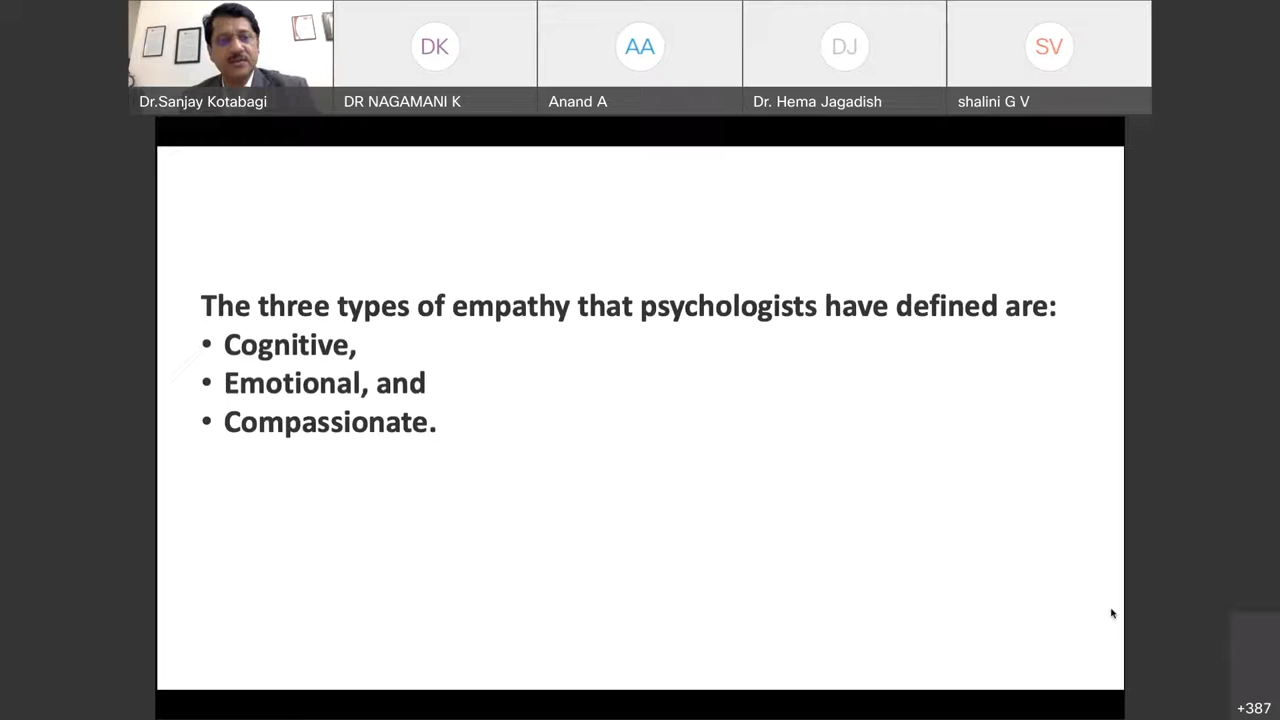 DK
AA
DJ
SV
Dr.Sanjay Kotabagi
DR NAGAMANI K
Anand A
Dr. Hema Jagadish
shalini G V
The three types of empathy that psychologists have defined are:
• Cognitive,
• Emotional, and
• Compassionate.
+387